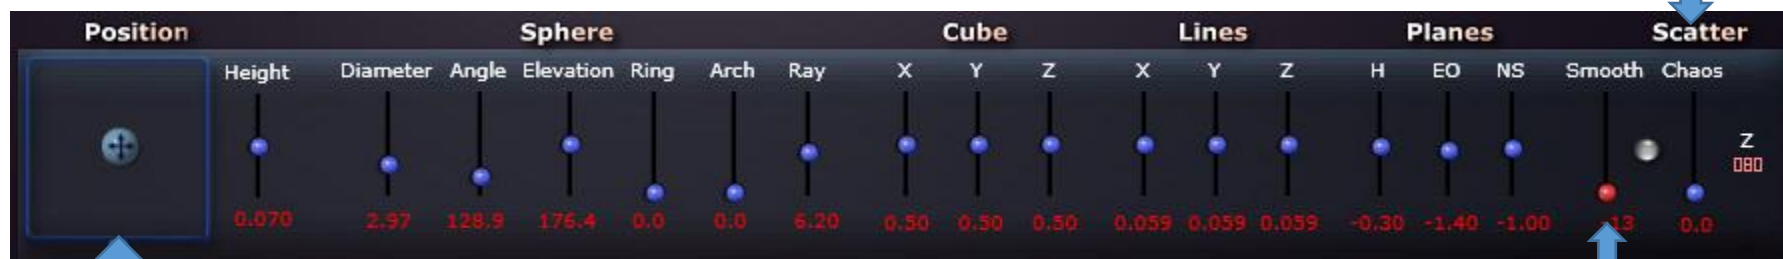 Position Sphere Cube Lines Planes Scatter
Height Diameter Angle Elevation Ring Arch Ray X Y Z X Y Z H EO NS Smooth Chaos
Z
080
0.070 2.97 128.9 176.4 0.0 0.0 6.20 0.50 0.50 0.50 0.059 0.059 0.059 -0.30 -1.40 -1.00 -13 0.0